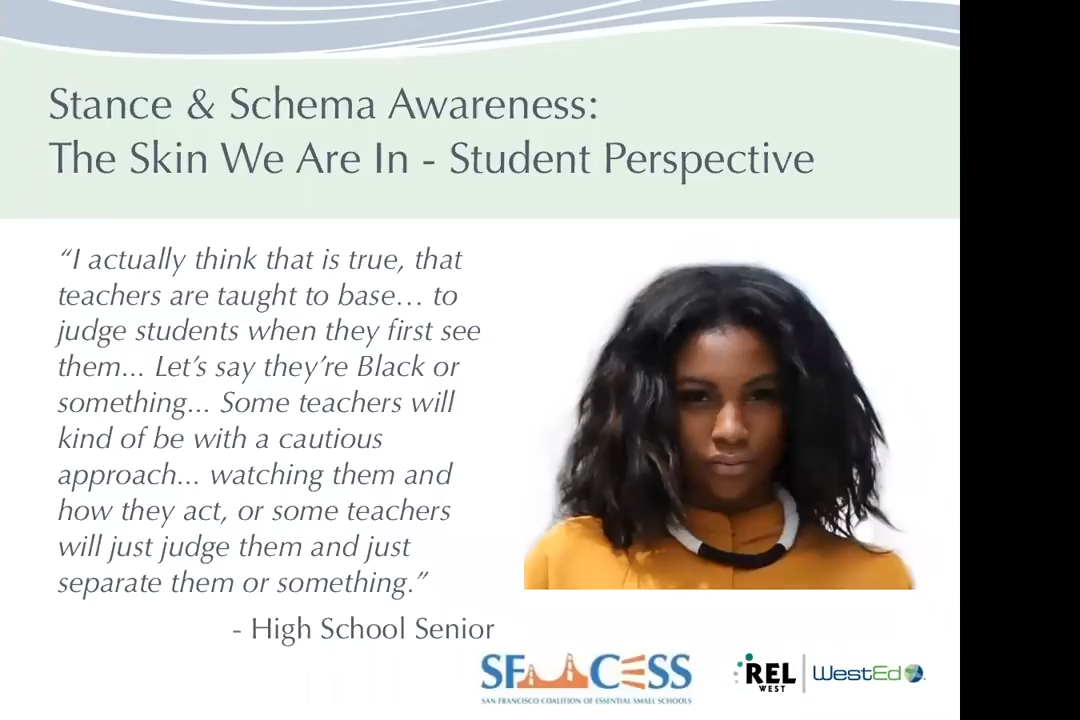 Stance & Schema Awareness:
The Skin We Are In - Student Perspective
“I actually think that is true, that
teachers are taught to base… to
judge students when they first see
them... Let’s say they’re Black or
something... Some teachers will
kind of be with a cautious
approach... watching them and
how they act, or some teachers
will just judge them and just
separate them or something.”
- High School Senior
SF CESS
SAN FRANCISCO COALITION OF ESSENTIAL SMALL SCHOOLS
REL
WEST
WestEd